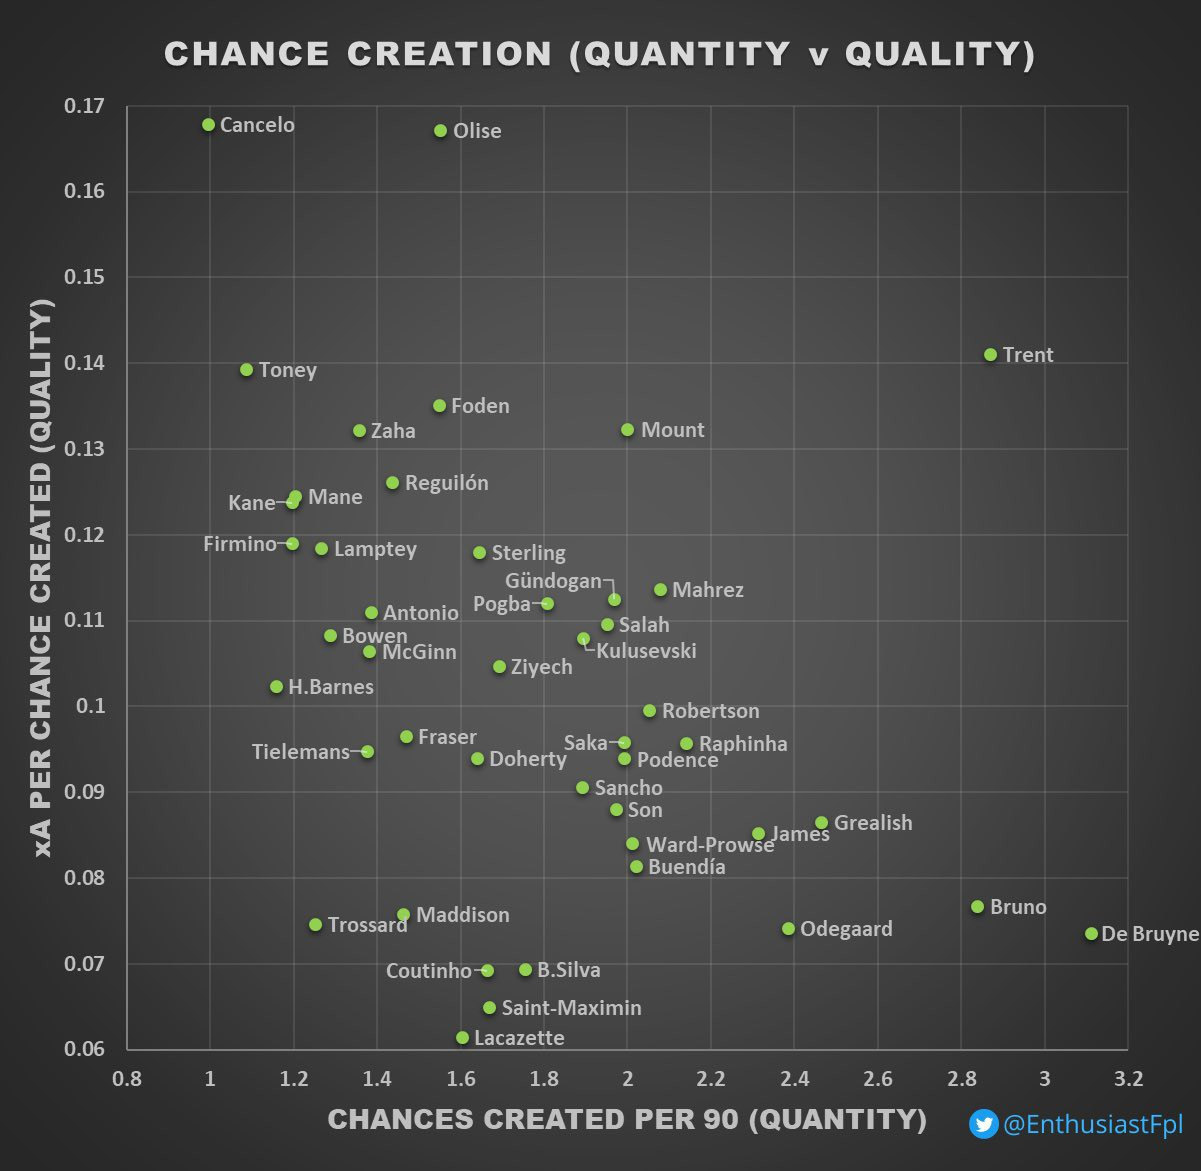 CHANCE CREATION (QUANTITY v QUALITY)
0.17
Cancelo
Olise
0.16
0.15
0.14
Trent
Toney
Foden
Zaha
Mount
0.13
Reguilón
Mane
Kane
0.12
Firmino
Lamptey
Sterling
Gündogan
Mahrez
Pogba
Antonio
0.11
Salah
Bowen
McGinn
Kulusevski
Ziyech
H.Barnes
0.1
Robertson
Fraser
Saka
Raphinha
Tielemans
Doherty
Podence
0.09
Sancho
Son
Grealish
James
Ward-Prowse
Buendía
0.08
Bruno
Maddison
Trossard
Odegaard
De Bruyne
0.07
Coutinho
B.Silva
Saint-Maximin
Lacazette
0.06
xA PER CHANCE CREATED (QUALITY)
0.8 1 1.2 1.4 1.6 1.8 2 2.2 2.4 2.6 2.8 3 3.2
CHANCES CREATED PER 90 (QUANTITY)
@EnthusiastFpl